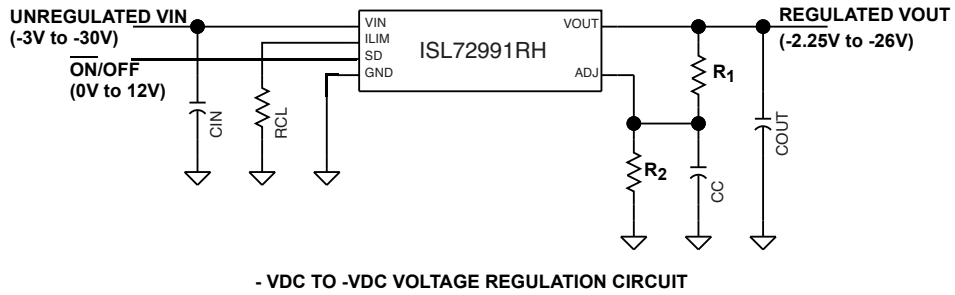 UNREGULATED VIN
(-3V to -30V)
ON/OFF
(0V to 12V)
VIN
ILIM
SD
GND
ISL72991RH
VOUT
ADJ
REGULATED VOUT
(-2.25V to -26V)
CIN
RCL
R1
R2
CC
COUT
- VDC TO -VDC VOLTAGE REGULATION CIRCUIT